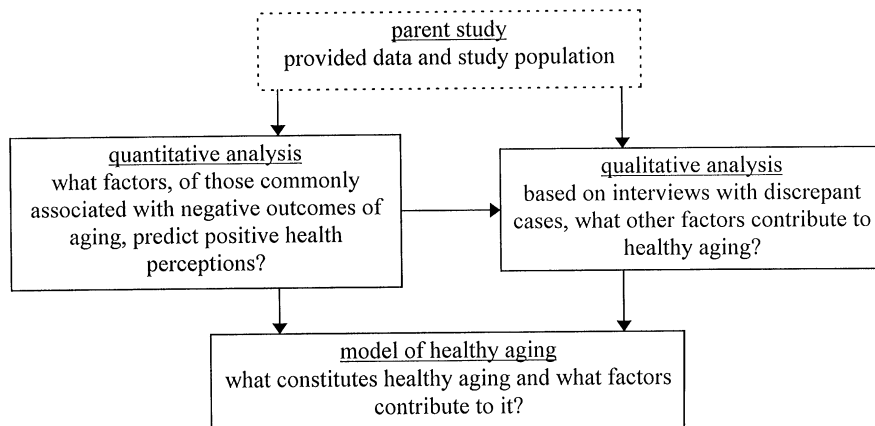 parent study
provided data and study population
quantitative analysis
what factors, of those commonly
associated with negative outcomes of
aging, predict positive health
perceptions?
qualitative analysis
based on interviews with discrepant
cases, what other factors contribute to
healthy aging?
model of healthy aging
what constitutes healthy aging and what factors
contribute to it?